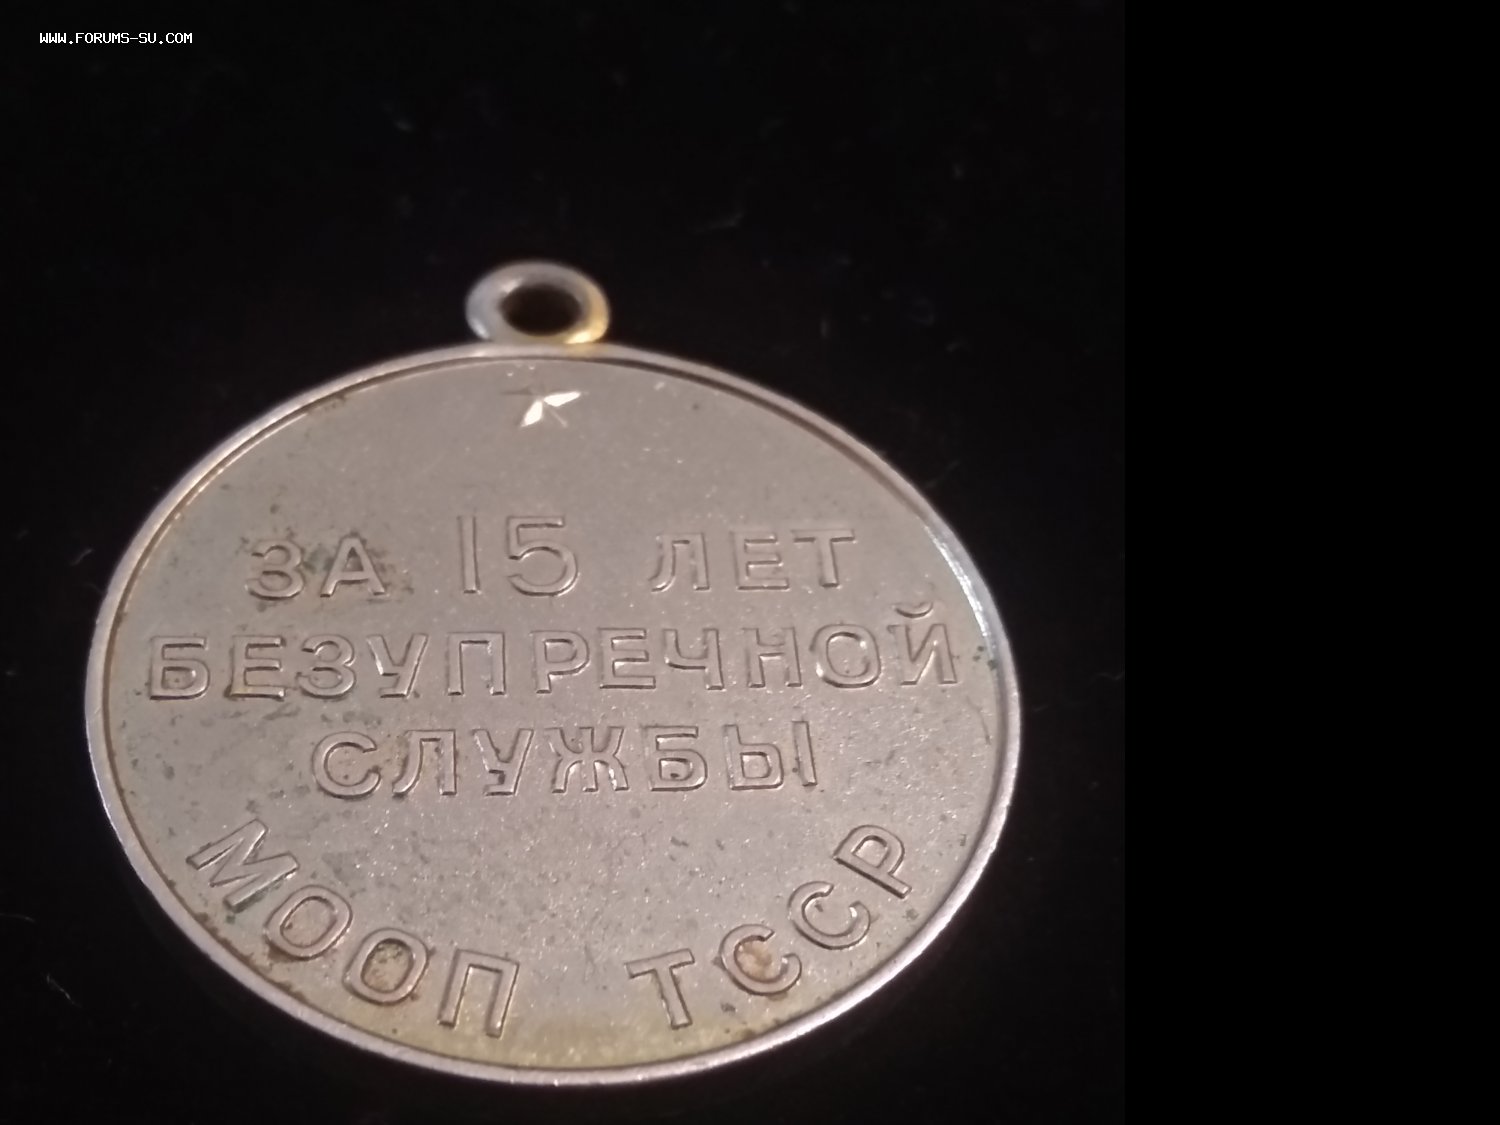 WWW.FORUMS-SU.COM
ЗА 15 ЛЕТ
БЕЗУПРЕЧНОЙ
СЛУЖБЫ
МООП ТССР